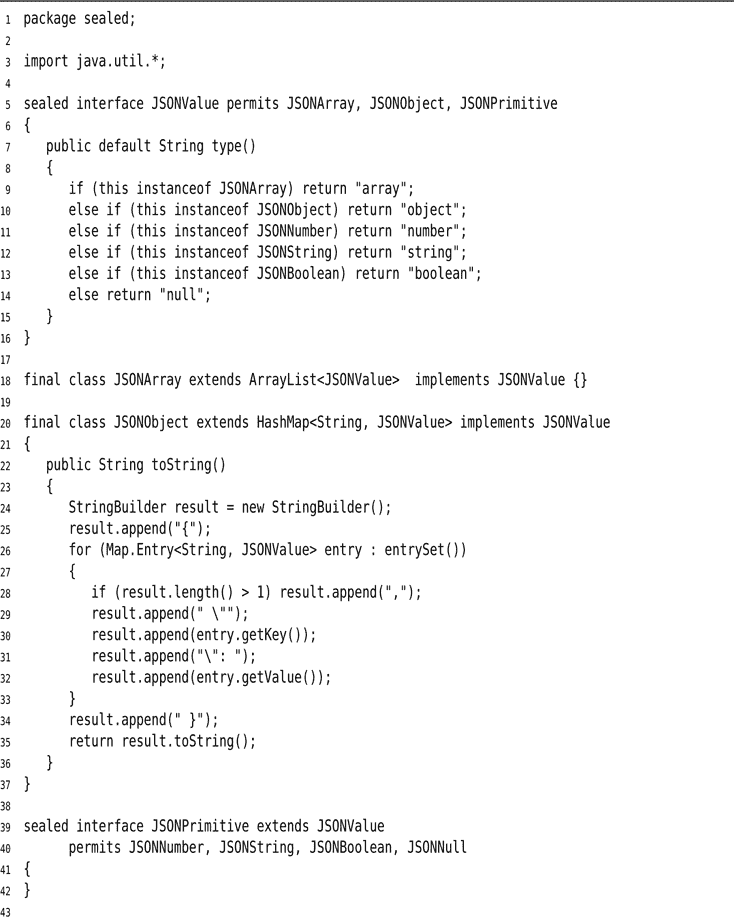 1 package sealed;
2
3 import java.util.*;
4
5 sealed interface JSONValue permits JSONArray, JSONObject, JSONPrimitive
6 {
7    public default String type()
8    {
9       if (this instanceof JSONArray) return "array";
10       else if (this instanceof JSONObject) return "object";
11       else if (this instanceof JSONNumber) return "number";
12       else if (this instanceof JSONString) return "string";
13       else if (this instanceof JSONBoolean) return "boolean";
14       else return "null";
15    }
16 }
17
18 final class JSONArray extends ArrayList<JSONValue>  implements JSONValue {}
19
20 final class JSONObject extends HashMap<String, JSONValue> implements JSONValue
21 {
22    public String toString()
23    {
24       StringBuilder result = new StringBuilder();
25       result.append("{");
26       for (Map.Entry<String, JSONValue> entry : entrySet())
27       {
28          if (result.length() > 1) result.append(",");
29          result.append(" \"");
30          result.append(entry.getKey());
31          result.append("\": ");
32          result.append(entry.getValue());
33       }
34       result.append(" }");
35       return result.toString();
36    }
37 }
38
39 sealed interface JSONPrimitive extends JSONValue
40       permits JSONNumber, JSONString, JSONBoolean, JSONNull
41 {
42 }
43